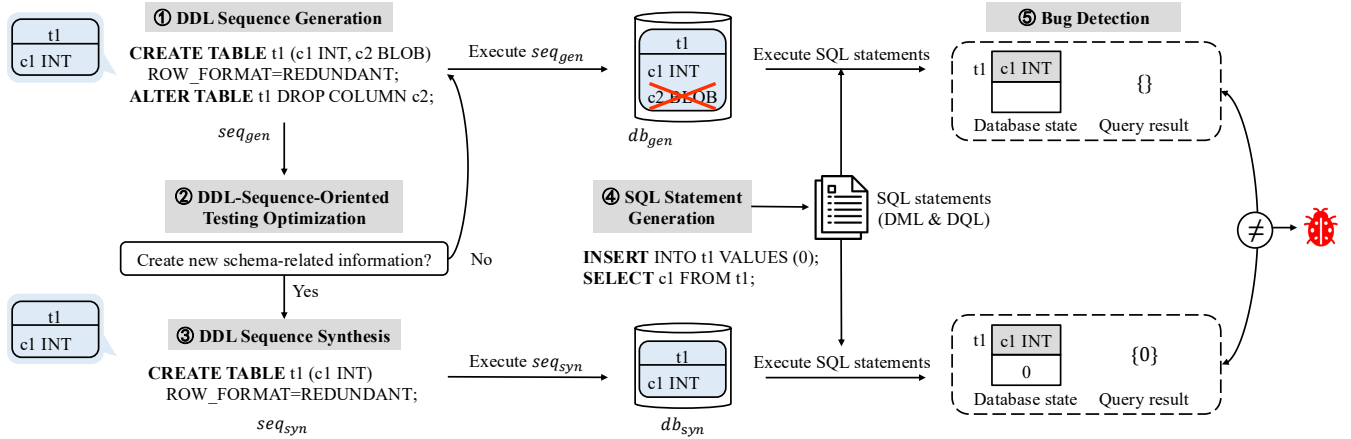 ① DDL Sequence Generation
t1
c1 INT
CREATE TABLE t1 (c1 INT, c2 BLOB)
ROW_FORMAT=REDUNDANT;
ALTER TABLE t1 DROP COLUMN c2;
seq_gen
② DDL-Sequence-Oriented
Testing Optimization
Create new schema-related information?
No
Yes
t1
c1 INT
③ DDL Sequence Synthesis
CREATE TABLE t1 (c1 INT)
ROW_FORMAT=REDUNDANT;
seq_syn
Execute seq_gen
t1
c1 INT
c2 BLOB
db_gen
④ SQL Statement
Generation
INSERT INTO t1 VALUES (0);
SELECT c1 FROM t1;
SQL statements
(DML & DQL)
Execute seq_syn
t1
c1 INT
db_syn
Execute SQL statements
Execute SQL statements
⑤ Bug Detection
t1
c1 INT
{}
Database state
Query result
≠
t1
c1 INT
0
{0}
Database state
Query result